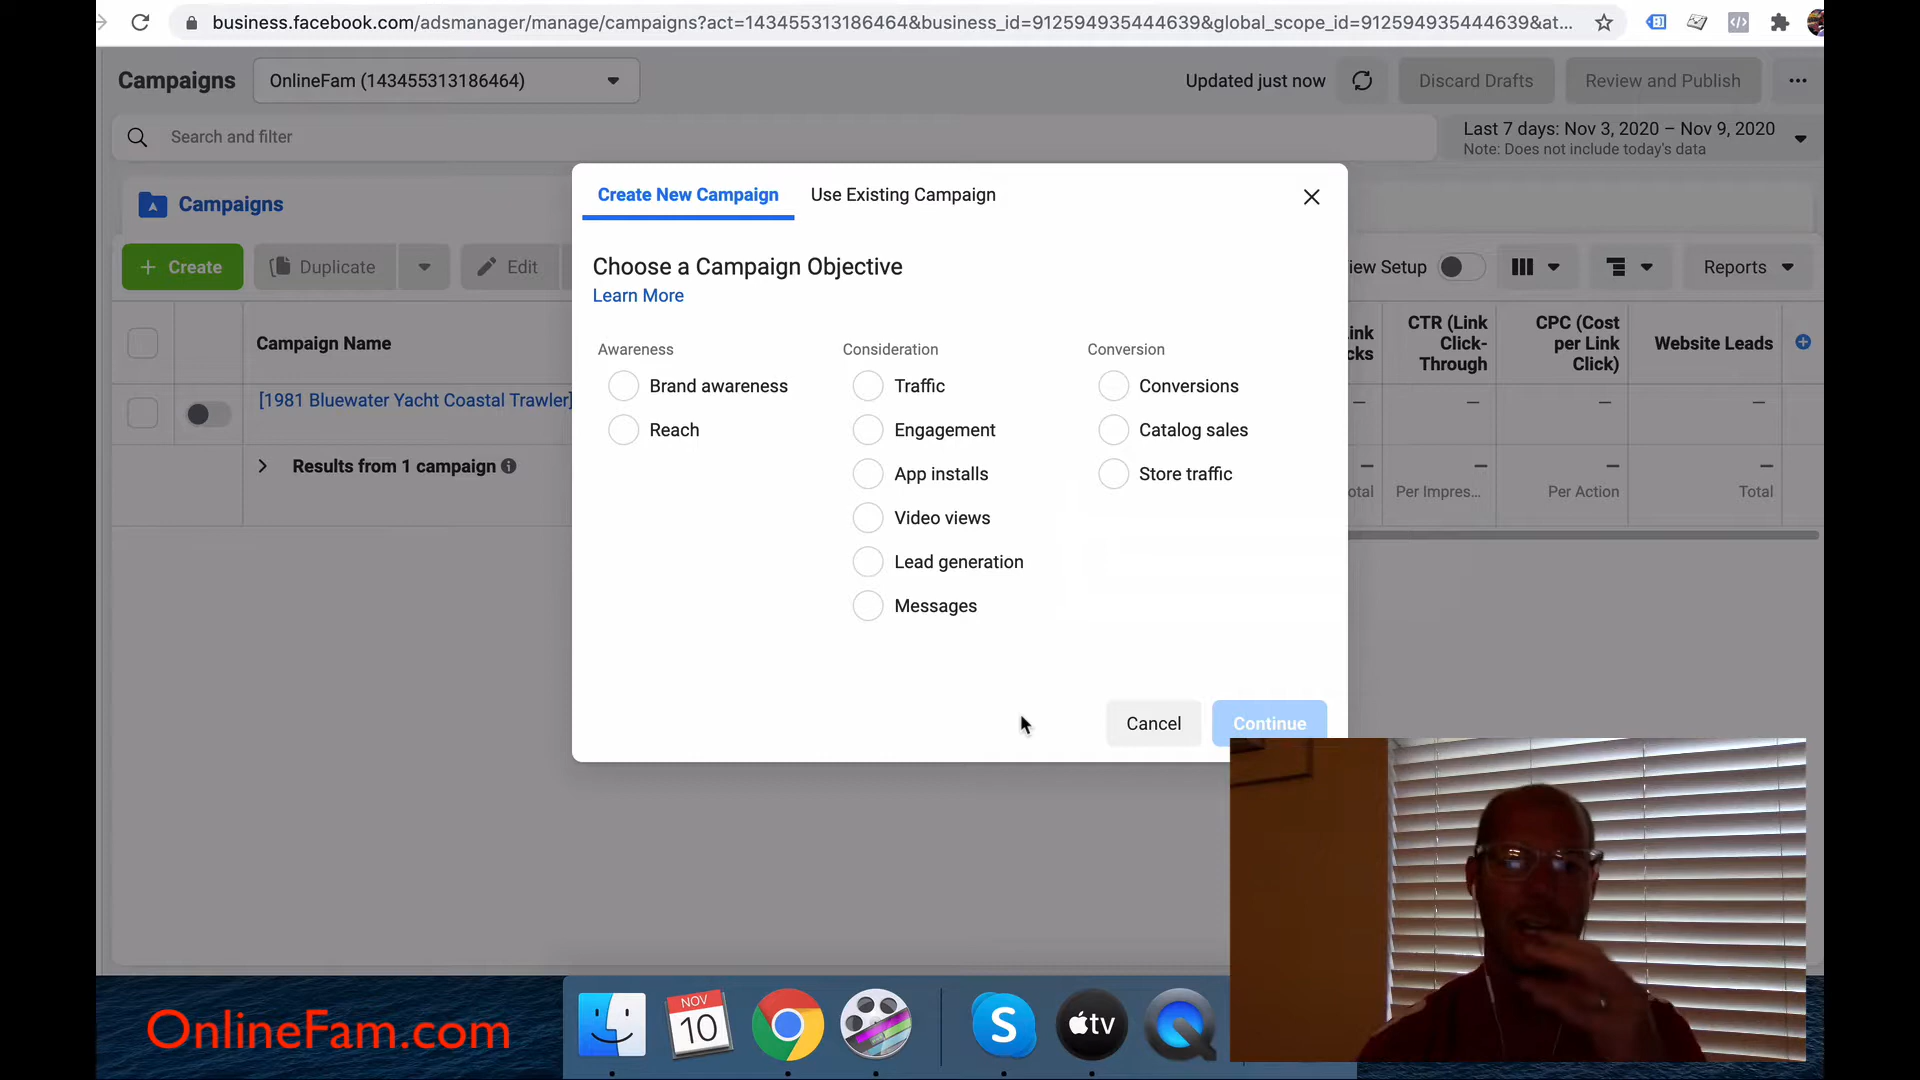 business.facebook.com/adsmanager/manage/campaigns?act=143455313186464&business_id=912594935444639&global_scope_id=912594935444639&at...
Campaigns
OnlineFam (143455313186464)
Updated just now
Discard Drafts
Review and Publish
Search and filter
Last 7 days: Nov 3, 2020 – Nov 9, 2020
Note: Does not include today's data
Campaigns
Create New Campaign
Use Existing Campaign
+ Create
Duplicate
Edit
iew Setup
Reports
Choose a Campaign Objective
Learn More
Campaign Name
ink
cks
CTR (Link
Click-
Through
CPC (Cost
per Link
Click)
Website Leads
Awareness
Consideration
Conversion
Brand awareness
Traffic
Conversions
[1981 Bluewater Yacht Coastal Trawler]
—
—
—
—
Reach
Engagement
Catalog sales
Results from 1 campaign
App installs
Store traffic
—
—
—
—
otal
Per Impres...
Per Action
Total
Video views
Lead generation
Messages
Cancel
Continue
OnlineFam.com
NOV
10
S
tv